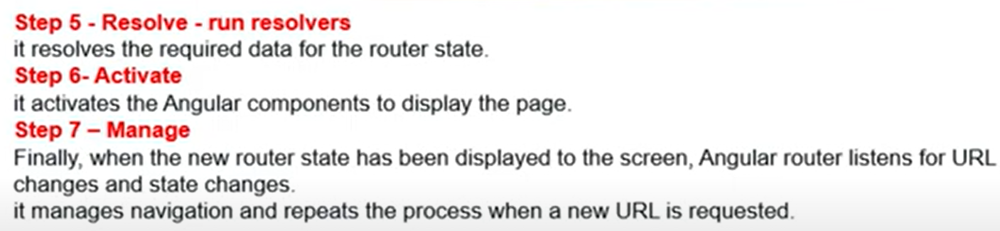 Step 5 - Resolve - run resolvers
it resolves the required data for the router state.
Step 6- Activate
it activates the Angular components to display the page.
Step 7 – Manage
Finally, when the new router state has been displayed to the screen, Angular router listens for URL
changes and state changes.
it manages navigation and repeats the process when a new URL is requested.